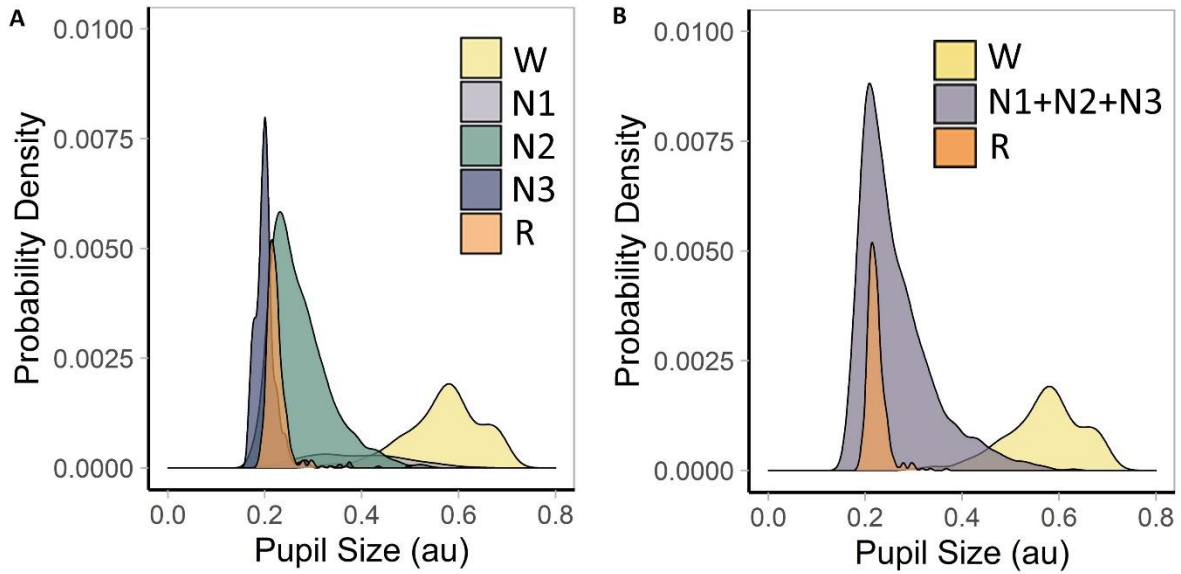 A
Probability Density
0.0100
0.0075
0.0050
0.0025
0.0000
W
N1
N2
N3
R
0.0 0.2 0.4 0.6 0.8
Pupil Size (au)
B
Probability Density
0.0100
0.0075
0.0050
0.0025
0.0000
W
N1+N2+N3
R
0.0 0.2 0.4 0.6 0.8
Pupil Size (au)